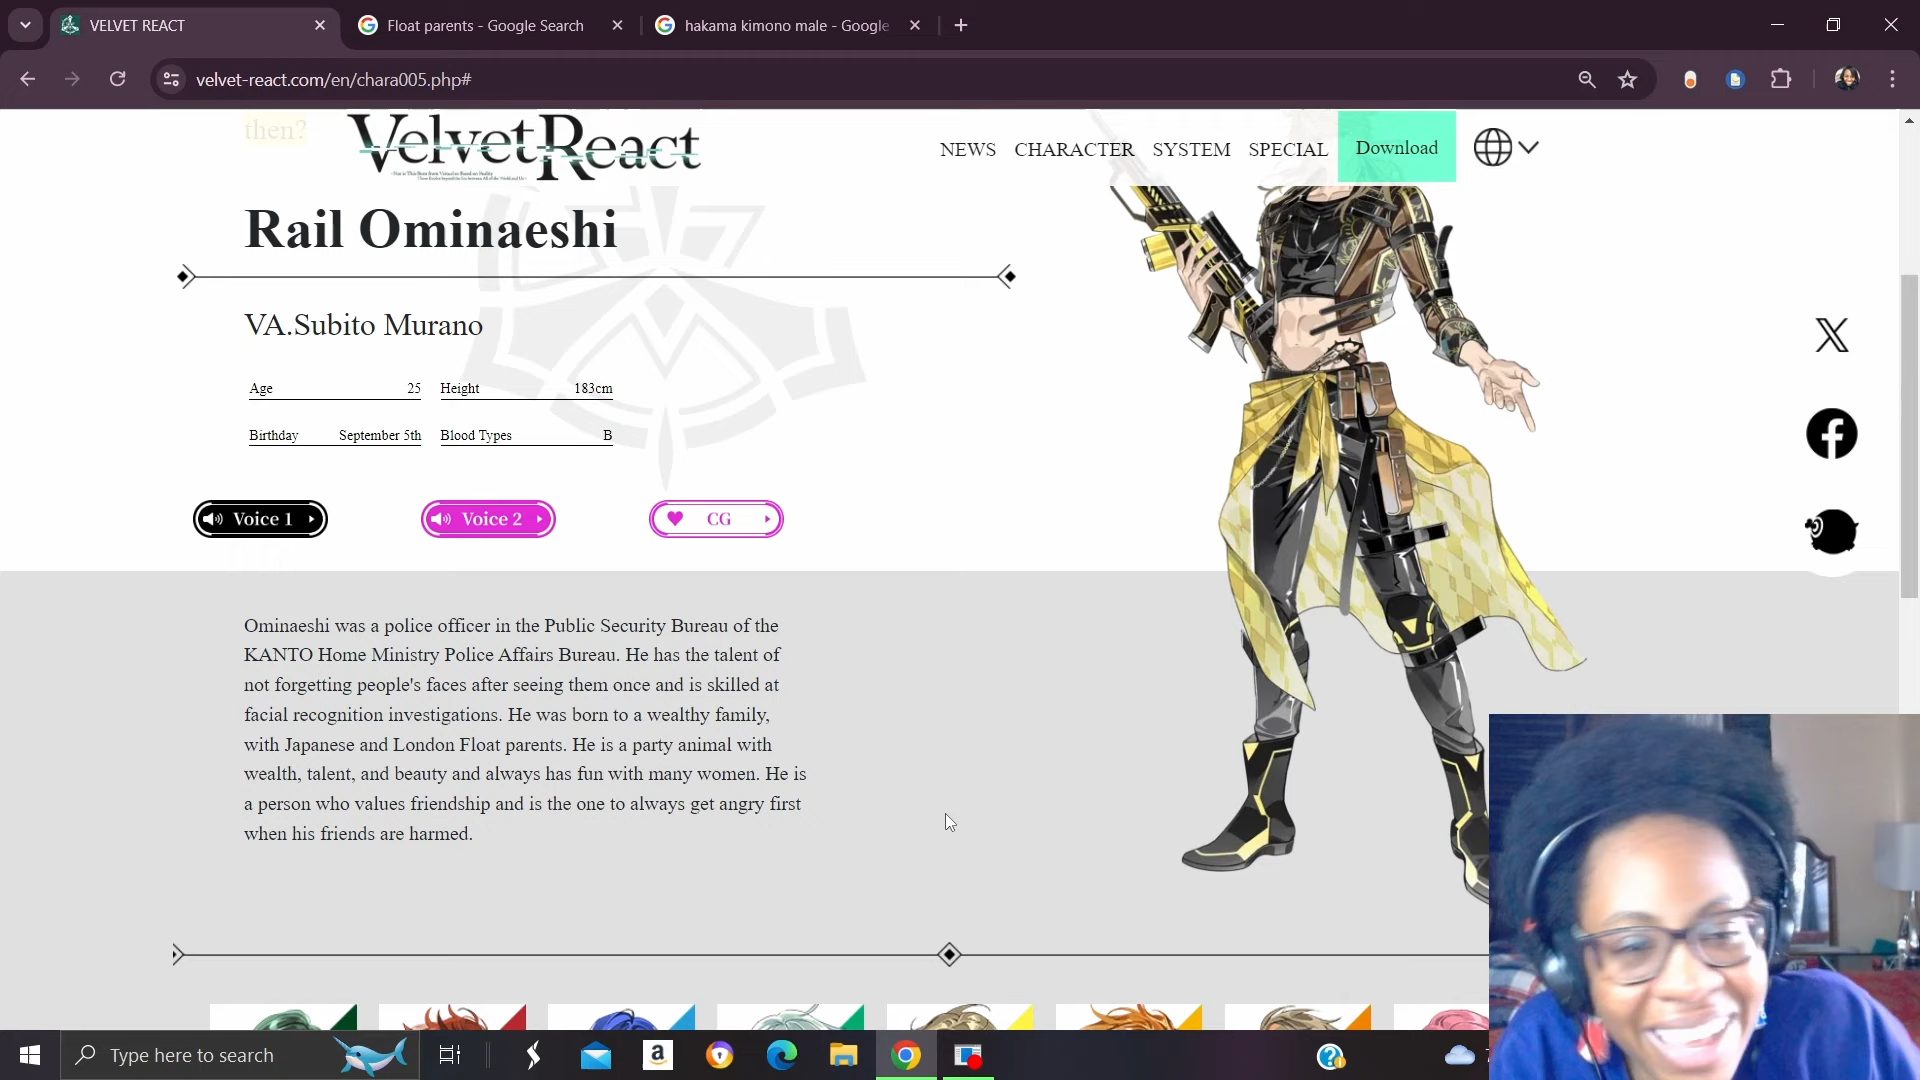 VELVET REACT
Float parents - Google Search
hakama kimono male - Google
velvet-react.com/en/chara005.php#
then?
VelvetReact
NEWS
CHARACTER
SYSTEM
SPECIAL
Download
Rail Ominaeshi
VA.Subito Murano
Age 25
Height 183cm
Birthday September 5th
Blood Types B
Voice 1
Voice 2
CG
Ominaeshi was a police officer in the Public Security Bureau of the
KANTO Home Ministry Police Affairs Bureau. He has the talent of
not forgetting people's faces after seeing them once and is skilled at
facial recognition investigations. He was born to a wealthy family,
with Japanese and London Float parents. He is a party animal with
wealth, talent, and beauty and always has fun with many women. He is
a person who values friendship and is the one to always get angry first
when his friends are harmed.
Type here to search